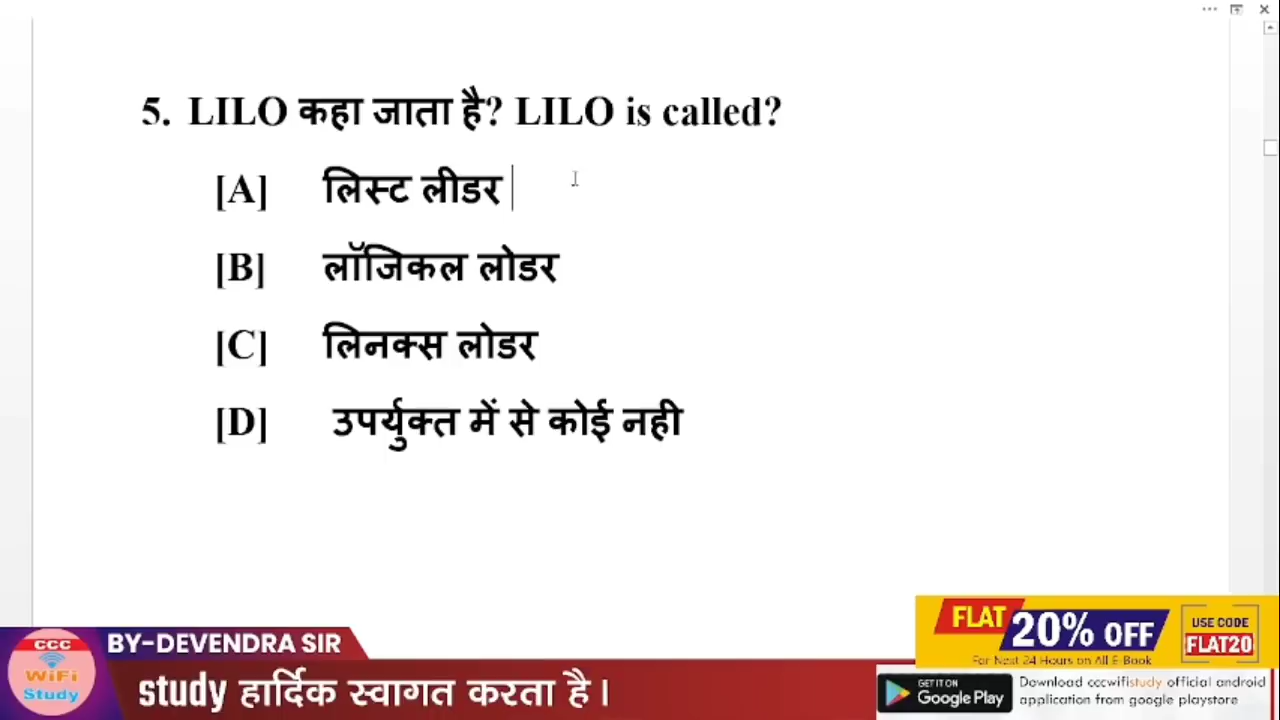 5. LILO कहा जाता है? LILO is called?
[A] लिस्ट लीडर
[B] लॉजिकल लोडर
[C] लिनक्स लोडर
[D] उपर्युक्त में से कोई नही
CCC
WiFi
Study
BY-DEVENDRA SIR
study हार्दिक स्वागत करता है।
FLAT
20% OFF
For Next 24 Hours on All E-Book
USE CODE
FLAT20
GET IT ON
Google Play
Download cccwifistudy official android
application from google playstore